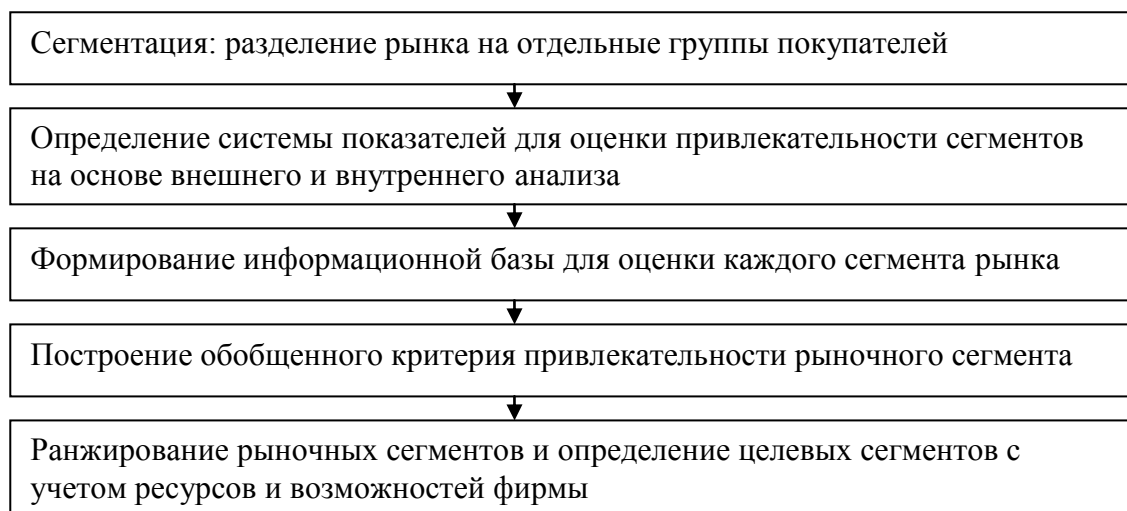 Сегментация: разделение рынка на отдельные группы покупателей
Определение системы показателей для оценки привлекательности сегментов
на основе внешнего и внутреннего анализа
Формирование информационной базы для оценки каждого сегмента рынка
Построение обобщенного критерия привлекательности рыночного сегмента
Ранжирование рыночных сегментов и определение целевых сегментов с
учетом ресурсов и возможностей фирмы